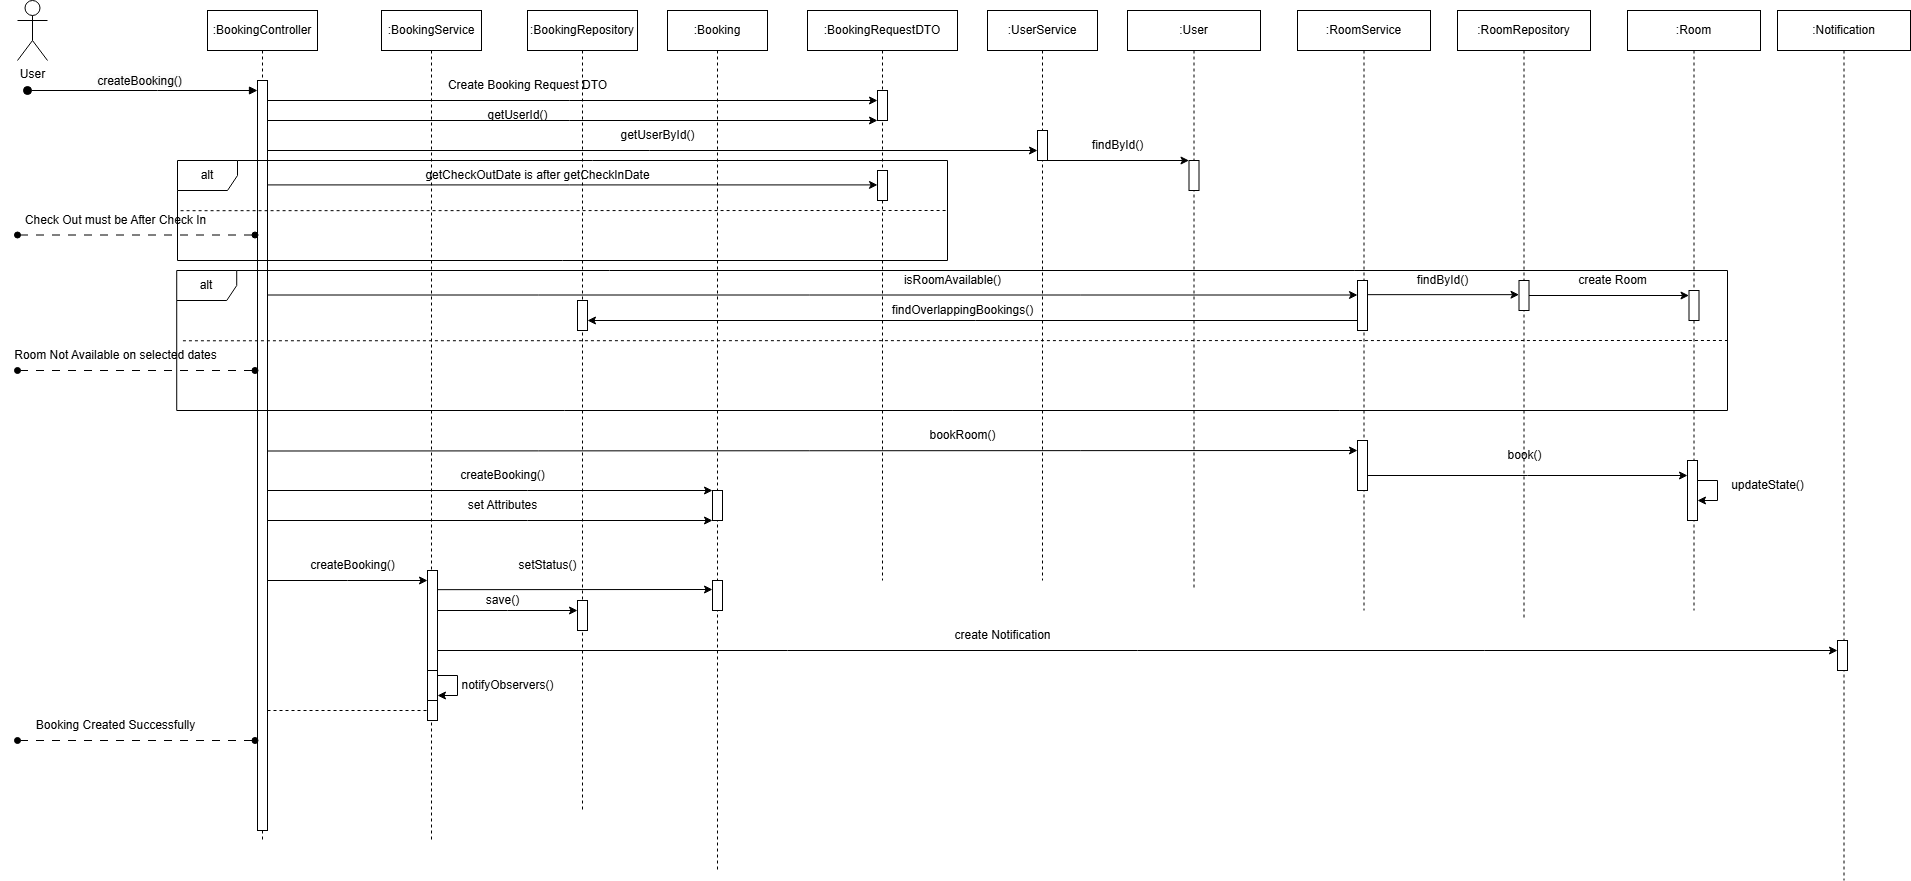 :BookingController
:BookingService
:BookingRepository
:Booking
:BookingRequestDTO
:UserService
:User
:RoomService
:RoomRepository
:Room
:Notification
User
createBooking()
Create Booking Request DTO
getUserId()
getUserById()
findById()
alt
getCheckOutDate is after getCheckInDate
Check Out must be After Check In
alt
isRoomAvailable()
findById()
create Room
findOverlappingBookings()
Room Not Available on selected dates
bookRoom()
book()
createBooking()
updateState()
set Attributes
createBooking()
setStatus()
save()
create Notification
notifyObservers()
Booking Created Successfully